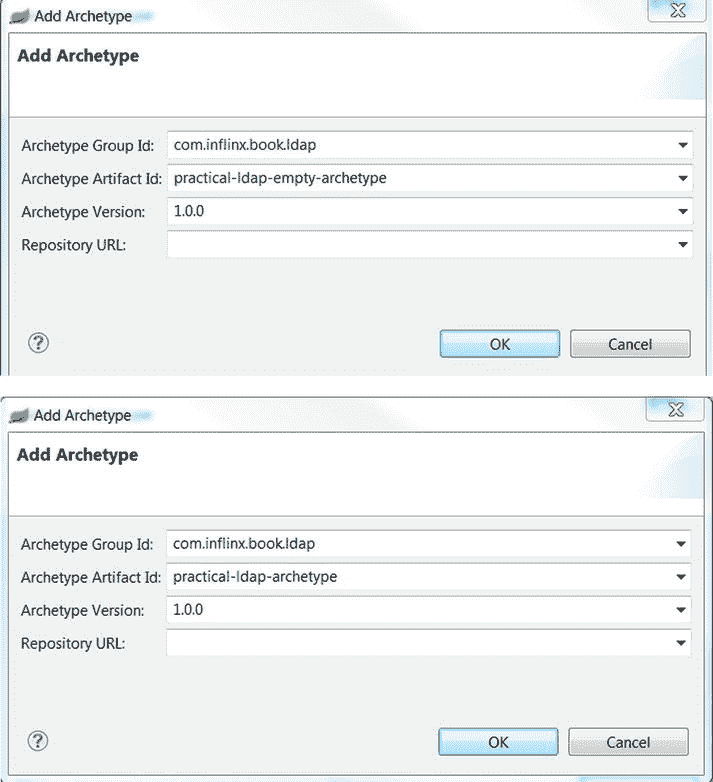 Add Archetype
Add Archetype
Archetype Group Id: com.inflinx.book.ldap
Archetype Artifact Id: practical-ldap-empty-archetype
Archetype Version: 1.0.0
Repository URL:
? OK Cancel
Add Archetype
Add Archetype
Archetype Group Id: com.inflinx.book.ldap
Archetype Artifact Id: practical-ldap-archetype
Archetype Version: 1.0.0
Repository URL:
? OK Cancel